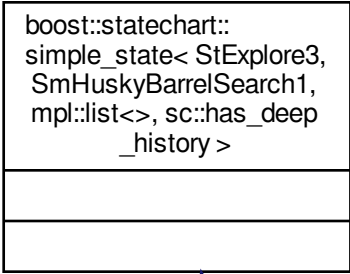 boost::statechart::
simple_state< StExplore3,
SmHuskyBarrelSearch1,
mpl::list<>, sc::has_deep
_history >